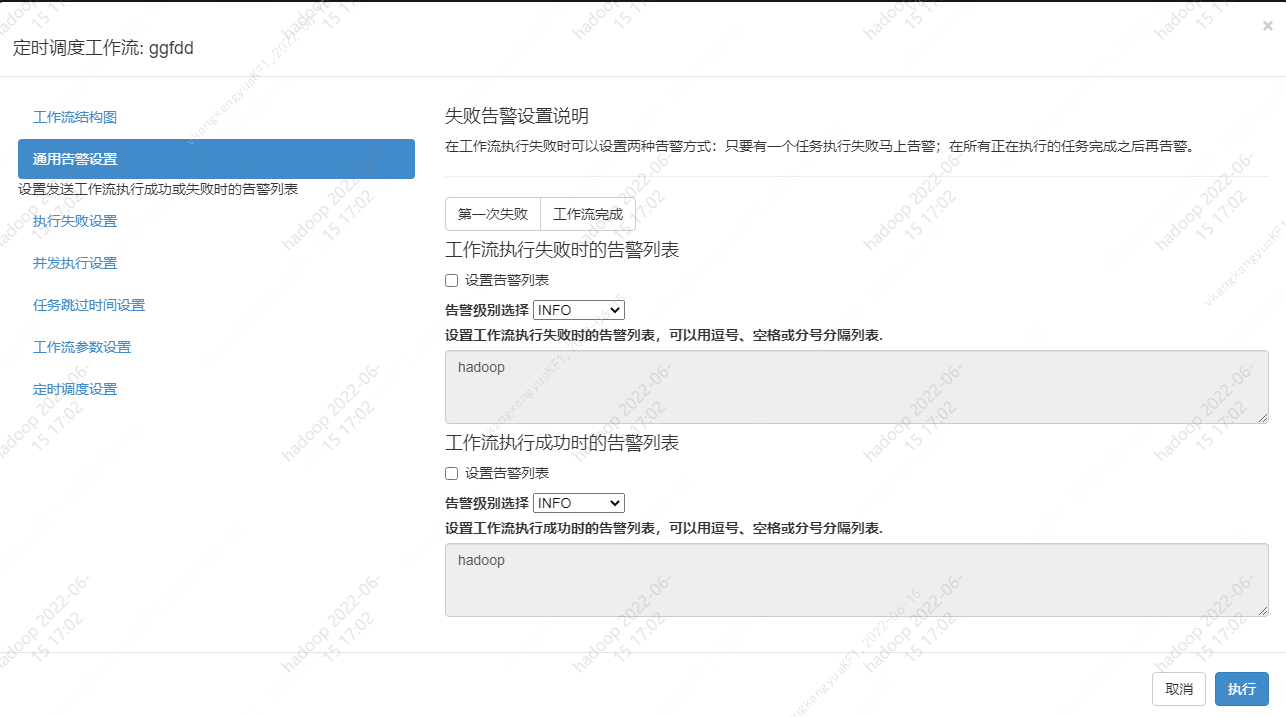 ×
定时调度工作流: ggfdd
工作流结构图
通用告警设置
设置发送工作流执行成功或失败时的告警列表
执行失败设置
并发执行设置
任务跳过时间设置
工作流参数设置
定时调度设置
失败告警设置说明
在工作流执行失败时可以设置两种告警方式：只要有一个任务执行失败马上告警；在所有正在执行的任务完成之后再告警。
第一次失败 工作流完成
工作流执行失败时的告警列表
设置告警列表
告警级别选择 INFO
设置工作流执行失败时的告警列表，可以用逗号、空格或分号分隔列表.
hadoop
工作流执行成功时的告警列表
设置告警列表
告警级别选择 INFO
设置工作流执行成功时的告警列表，可以用逗号、空格或分号分隔列表.
hadoop
取消 执行
hadoop 2022-06-
15 17:02